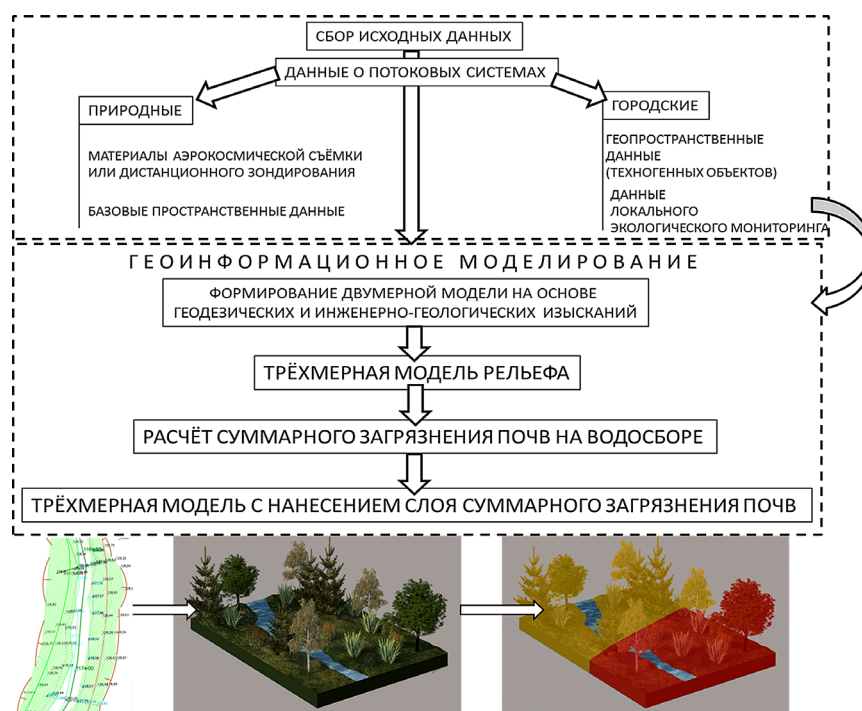 СБОР ИСХОДНЫХ ДАННЫХ
ДАННЫЕ О ПОТОКОВЫХ СИСТЕМАХ
ПРИРОДНЫЕ
МАТЕРИАЛЫ АЭРОКОСМИЧЕСКОЙ СЪЁМКИ
ИЛИ ДИСТАНЦИОННОГО ЗОНДИРОВАНИЯ
БАЗОВЫЕ ПРОСТРАНСТВЕННЫЕ ДАННЫЕ
ГОРОДСКИЕ
ГЕОПРОСТРАНСТВЕННЫЕ
ДАННЫЕ
(ТЕХНОГЕННЫХ ОБЪЕКТОВ)
ДАННЫЕ
ЛОКАЛЬНОГО
ЭКОЛОГИЧЕСКОГО МОНИТОРИНГА
ГЕОИНФОРМАЦИОННОЕ МОДЕЛИРОВАНИЕ
ФОРМИРОВАНИЕ ДВУМЕРНОЙ МОДЕЛИ НА ОСНОВЕ
ГЕОДЕЗИЧЕСКИХ И ИНЖЕНЕРНО-ГЕОЛОГИЧЕСКИХ ИЗЫСКАНИЙ
ТРЁХМЕРНАЯ МОДЕЛЬ РЕЛЬЕФА
РАСЧЁТ СУММАРНОГО ЗАГРЯЗНЕНИЯ ПОЧВ НА ВОДОСБОРЕ
ТРЁХМЕРНАЯ МОДЕЛЬ С НАНЕСЕНИЕМ СЛОЯ СУММАРНОГО ЗАГРЯЗНЕНИЯ ПОЧВ